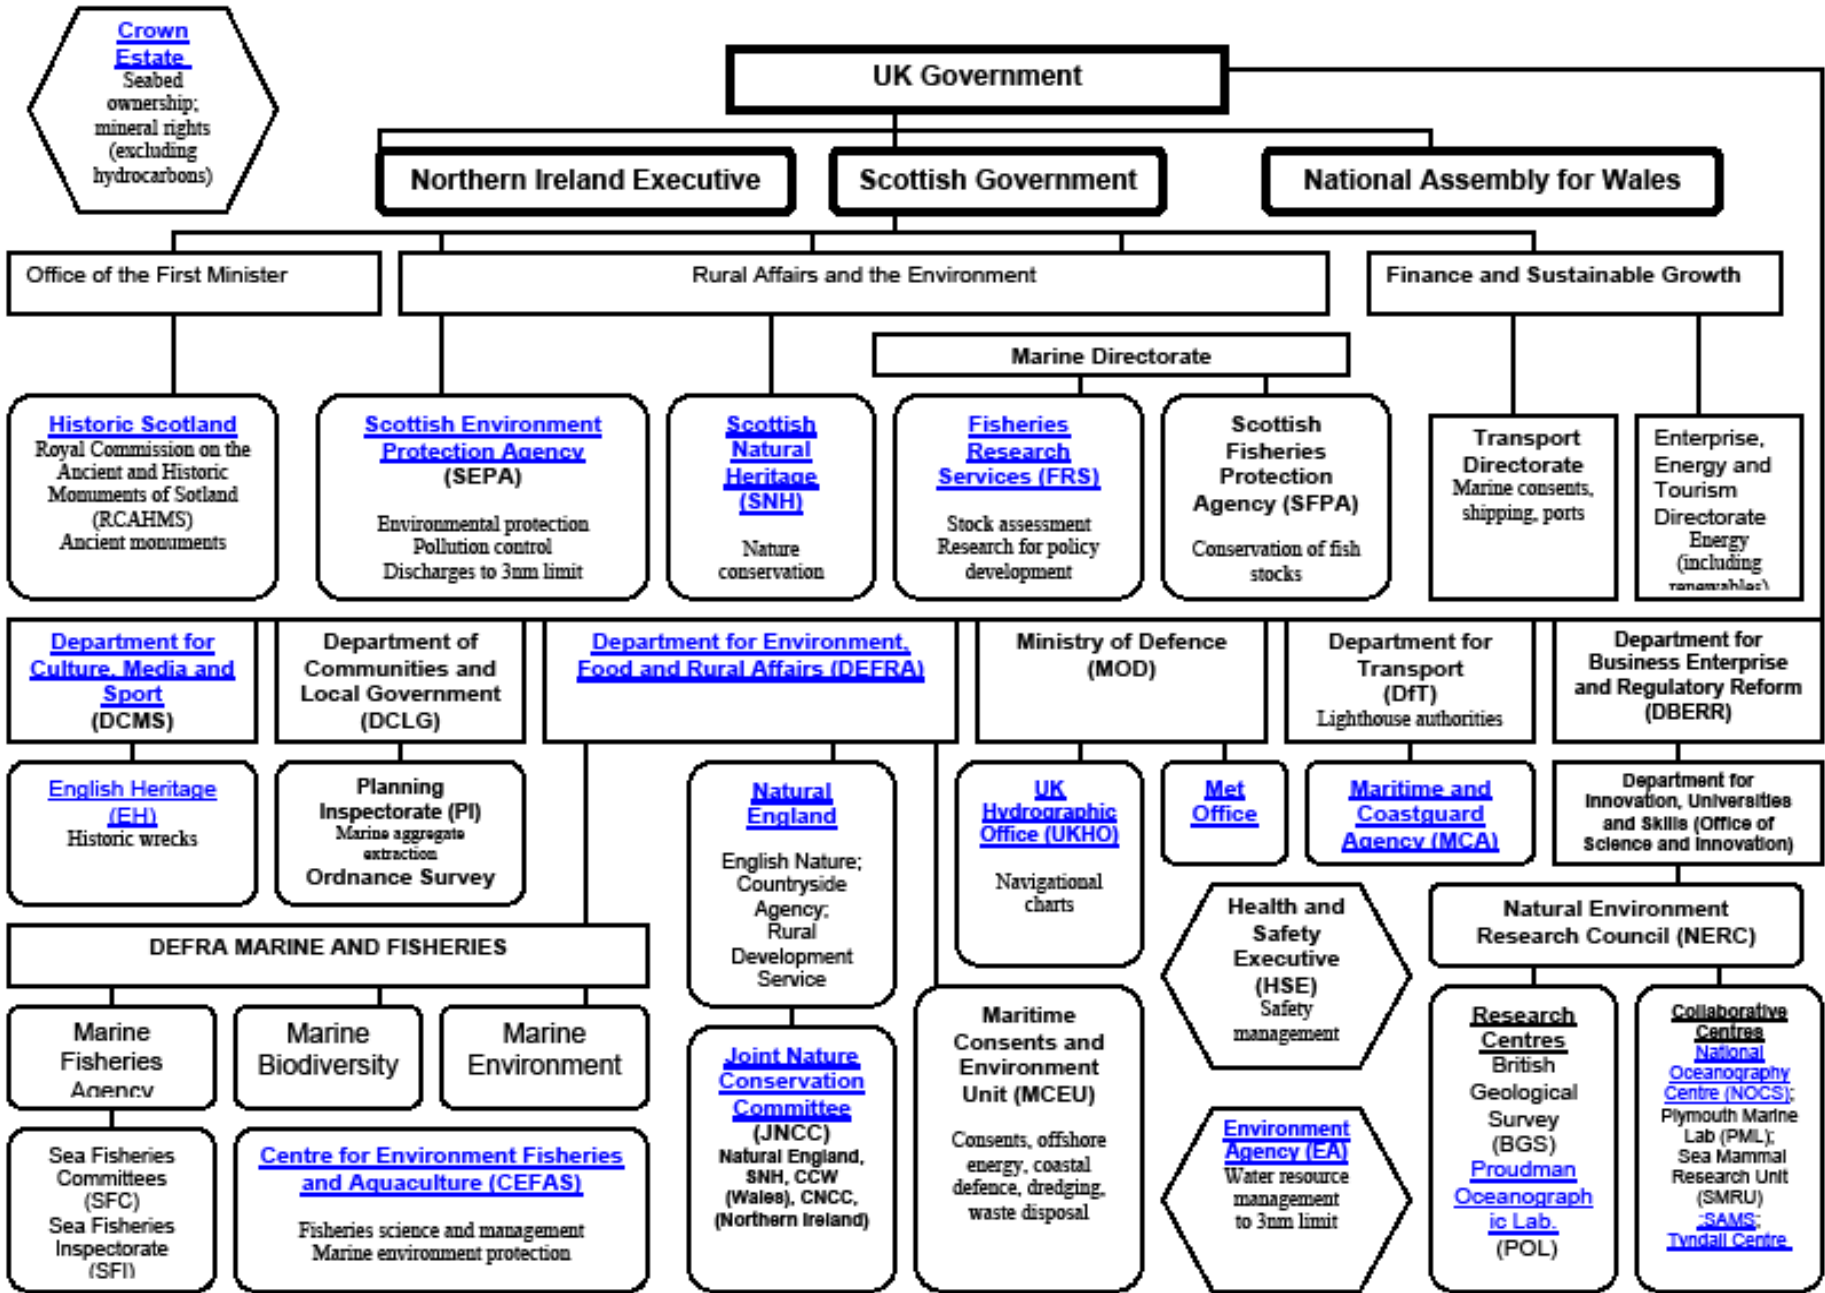 Crown
Estate
Seabed
ownership;
mineral rights
(excluding
hydrocarbons)
UK Government
Northern Ireland Executive
Scottish Government
National Assembly for Wales
Office of the First Minister
Rural Affairs and the Environment
Finance and Sustainable Growth
Marine Directorate
Historic Scotland
Royal Commission on the
Ancient and Historic
Monuments of Sotland
(RCAHMS)
Ancient monuments
Scottish Environment
Protection Agency
(SEPA)
Environmental protection
Pollution control
Discharges to 3nm limit
Scottish
Natural
Heritage
(SNH)
Nature
conservation
Fisheries
Research
Services (FRS)
Stock assessment
Research for policy
development
Scottish
Fisheries
Protection
Agency (SFPA)
Conservation of fish
stocks
Transport
Directorate
Marine consents,
shipping, ports
Enterprise,
Energy and
Tourism
Directorate
Energy
(including
renewables)
Department for
Culture, Media and
Sport
(DCMS)
Department of
Communities and
Local Government
(DCLG)
Department for Environment,
Food and Rural Affairs (DEFRA)
Ministry of Defence
(MOD)
Department for
Transport
(DfT)
Lighthouse authorities
Department for
Business Enterprise
and Regulatory Reform
(DBERR)
English Heritage
(EH)
Historic wrecks
Planning
Inspectorate (PI)
Marine aggregate
extraction
Ordnance Survey
Natural
England
English Nature;
Countryside
Agency;
Rural
Development
Service
UK
Hydrographic
Office (UKHO)
Navigational
charts
Met
Office
Maritime and
Coastguard
Agency (MCA)
Department for
Innovation, Universities
and Skills (Office of
Science and Innovation)
DEFRA MARINE AND FISHERIES
Health and
Safety
Executive
(HSE)
Safety
management
Natural Environment
Research Council (NERC)
Marine
Fisheries
Agency
Marine
Biodiversity
Marine
Environment
Joint Nature
Conservation
Committee
(JNCC)
Natural England,
SNH, CCW
(Wales), CNCC,
(Northern Ireland)
Maritime
Consents and
Environment
Unit (MCEU)
Consents, offshore
energy, coastal
defence, dredging,
waste disposal
Research
Centres
British
Geological
Survey
(BGS)
Proudman
Oceanograph
ic Lab.
(POL)
Collaborative
Centres
National
Oceanography
Centre (NOCS);
Plymouth Marine
Lab (PML);
Sea Mammal
Research Unit
(SMRU)
;SAMS;
Tyndall Centre
Sea Fisheries
Committees
(SFC)
Sea Fisheries
Inspectorate
(SFI)
Centre for Environment Fisheries
and Aquaculture (CEFAS)
Fisheries science and management
Marine environment protection
Environment
Agency (EA)
Water resource
management
to 3nm limit